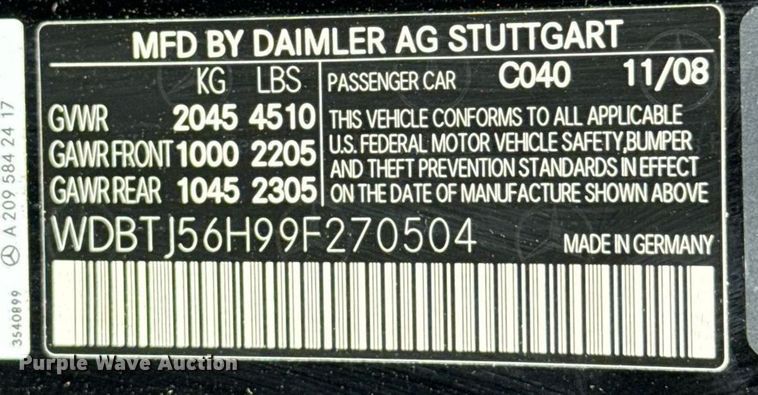 MFD BY DAIMLER AG STUTTGART
KG LBS PASSENGER CAR C040 11/08
GVWR 2045 4510 THIS VEHICLE CONFORMS TO ALL APPLICABLE
GAWR FRONT 1000 2205 U.S. FEDERAL MOTOR VEHICLE SAFETY, BUMPER
GAWR REAR 1045 2305 AND THEFT PREVENTION STANDARDS IN EFFECT
ON THE DATE OF MANUFACTURE SHOWN ABOVE
WDBTJ56H99F270504 MADE IN GERMANY
A 209 584 24 17
3540899
Purple Wave Auction